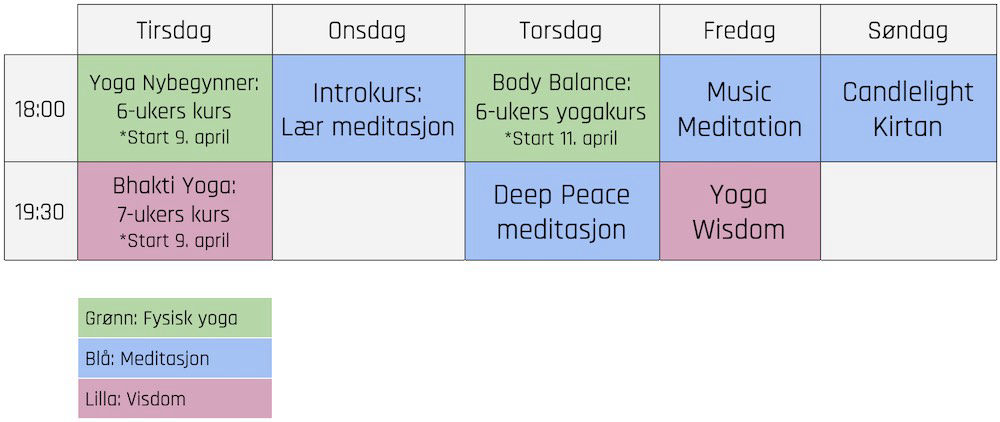 Tirsdag Onsdag Torsdag Fredag Søndag
18:00
Yoga Nybegynner:
6-ukers kurs
*Start 9. april
Introkurs:
Lær meditasjon
Body Balance:
6-ukers yogakurs
*Start 11. april
Music
Meditation
Candlelight
Kirtan
19:30
Bhakti Yoga:
7-ukers kurs
*Start 9. april
Deep Peace
meditasjon
Yoga
Wisdom
Grønn: Fysisk yoga
Blå: Meditasjon
Lilla: Visdom